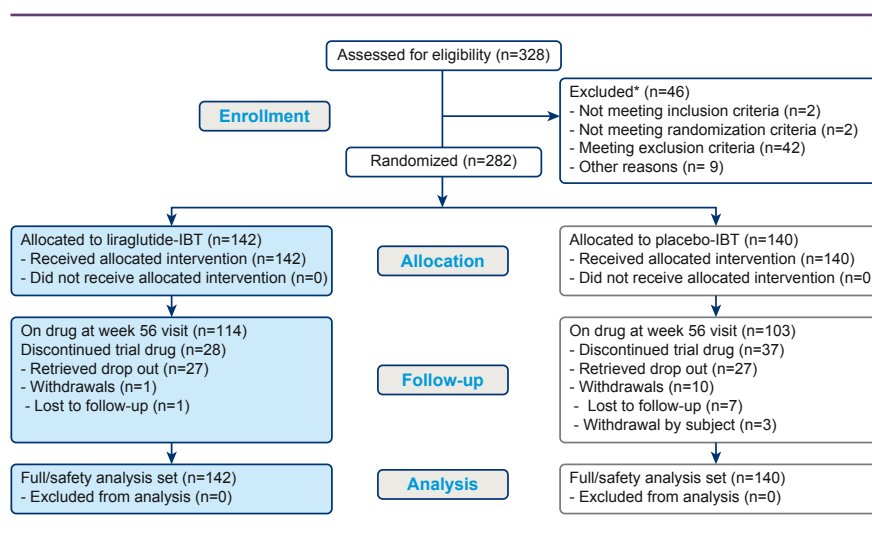 Assessed for eligibility (n=328)
Enrollment
Excluded* (n=46)
- Not meeting inclusion criteria (n=2)
- Not meeting randomization criteria (n=2)
- Meeting exclusion criteria (n=42)
- Other reasons (n= 9)
Randomized (n=282)
Allocated to liraglutide-IBT (n=142)
- Received allocated intervention (n=142)
- Did not receive allocated intervention (n=0)
Allocation
Allocated to placebo-IBT (n=140)
- Received allocated intervention (n=140)
- Did not receive allocated intervention (n=0
On drug at week 56 visit (n=114)
Discontinued trial drug (n=28)
- Retrieved drop out (n=27)
- Withdrawals (n=1)
- Lost to follow-up (n=1)
Follow-up
On drug at week 56 visit (n=103)
- Discontinued trial drug (n=37)
- Retrieved drop out (n=27)
- Withdrawals (n=10)
- Lost to follow-up (n=7)
- Withdrawal by subject (n=3)
Full/safety analysis set (n=142)
- Excluded from analysis (n=0)
Analysis
Full/safety analysis set (n=140)
- Excluded from analysis (n=0)